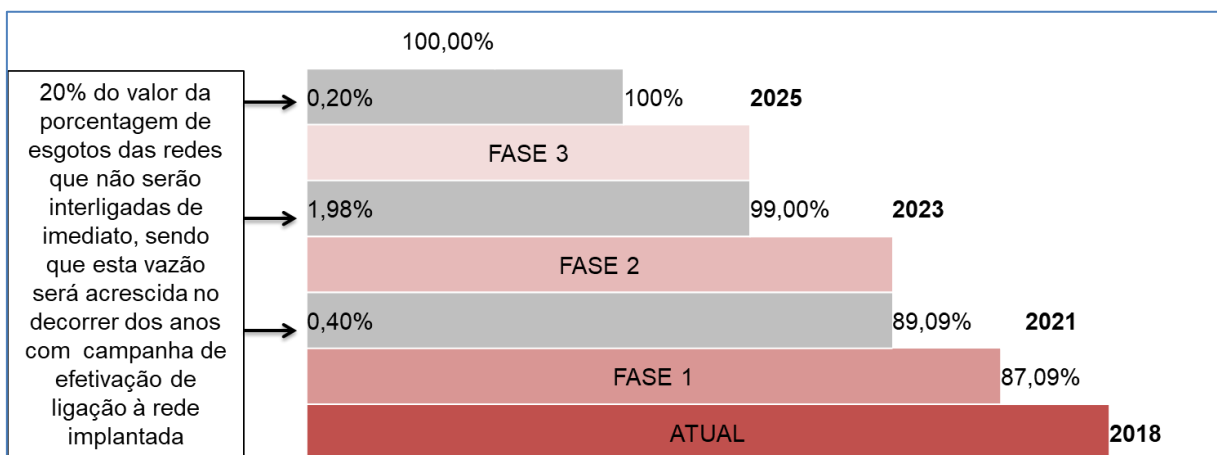 100,00%
20% do valor da
porcentagem de
esgotos das redes
que não serão
interligadas de
imediato, sendo
que esta vazão
será acrescida no
decorrer dos anos
com campanha de
efetivação de
ligação à rede
implantada
0,20% 100% 2025
FASE 3
1,98% 99,00% 2023
FASE 2
0,40% 89,09% 2021
FASE 1 87,09%
ATUAL 2018